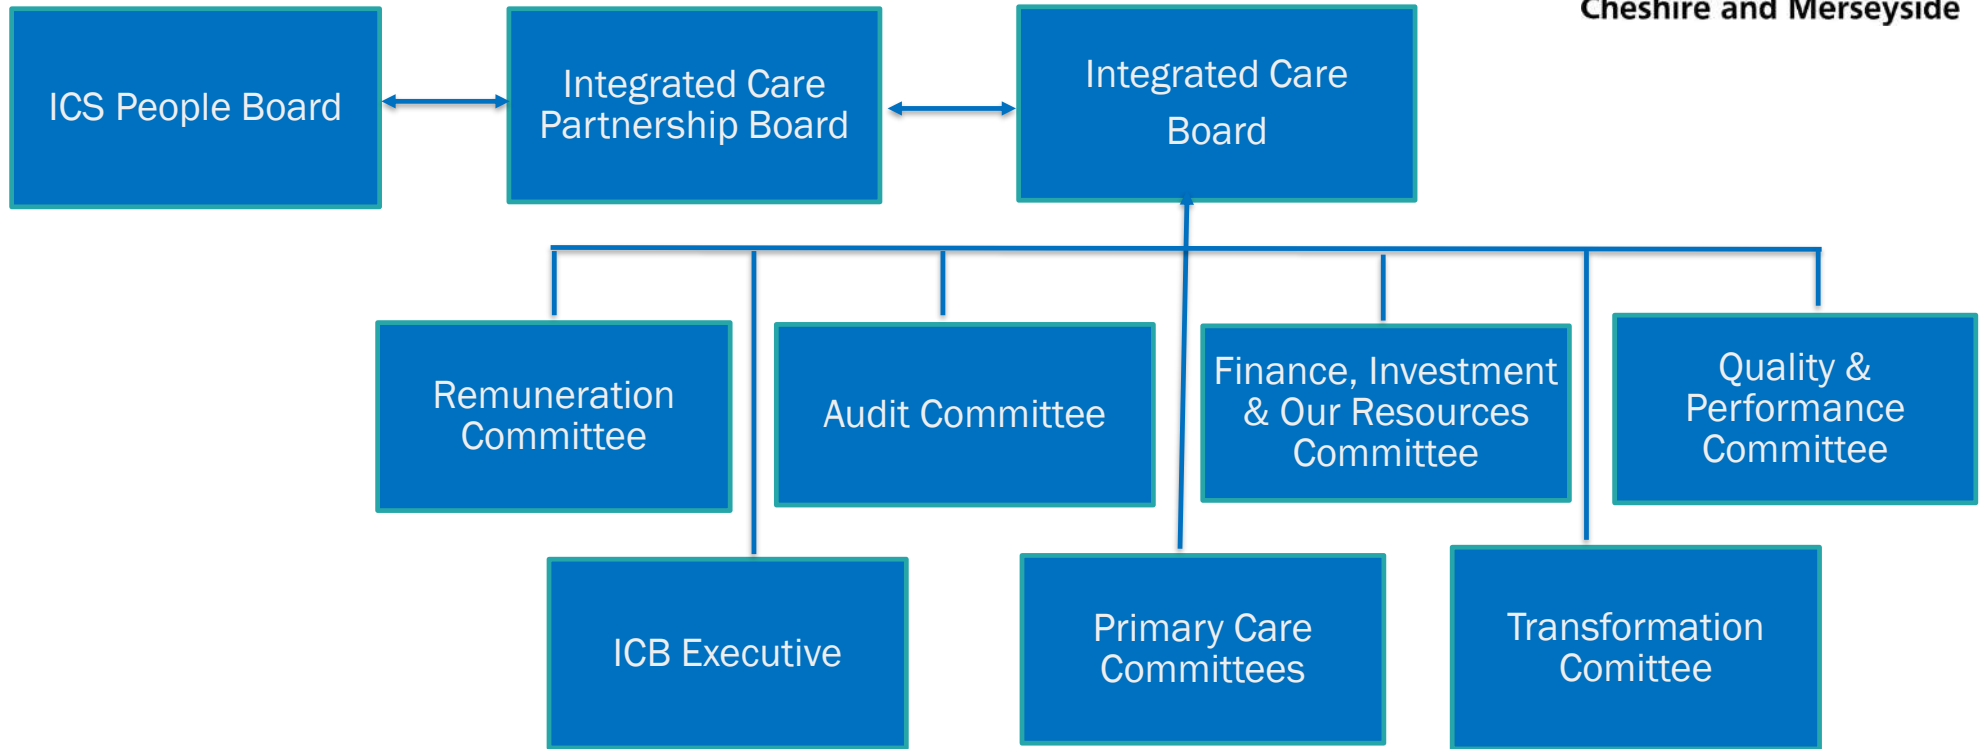 Cheshire and Merseyside
ICS People Board
Integrated Care
Partnership Board
Integrated Care
Board
Remuneration
Committee
Audit Committee
Finance, Investment
& Our Resources
Committee
Quality &
Performance
Committee
ICB Executive
Primary Care
Committees
Transformation
Comittee